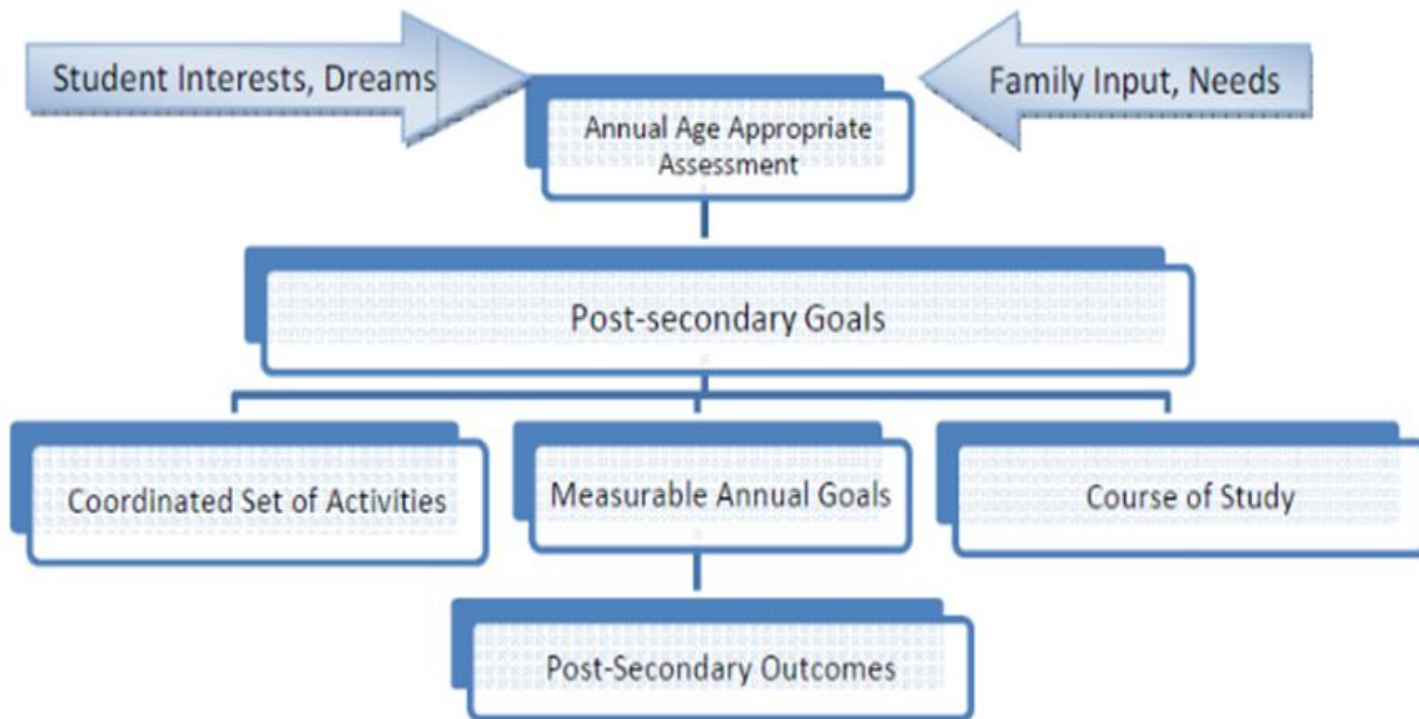 Student Interests, Dreams
Family Input, Needs
Annual Age Appropriate
Assessment
Post-secondary Goals
Coordinated Set of Activities
Measurable Annual Goals
Course of Study
Post-Secondary Outcomes